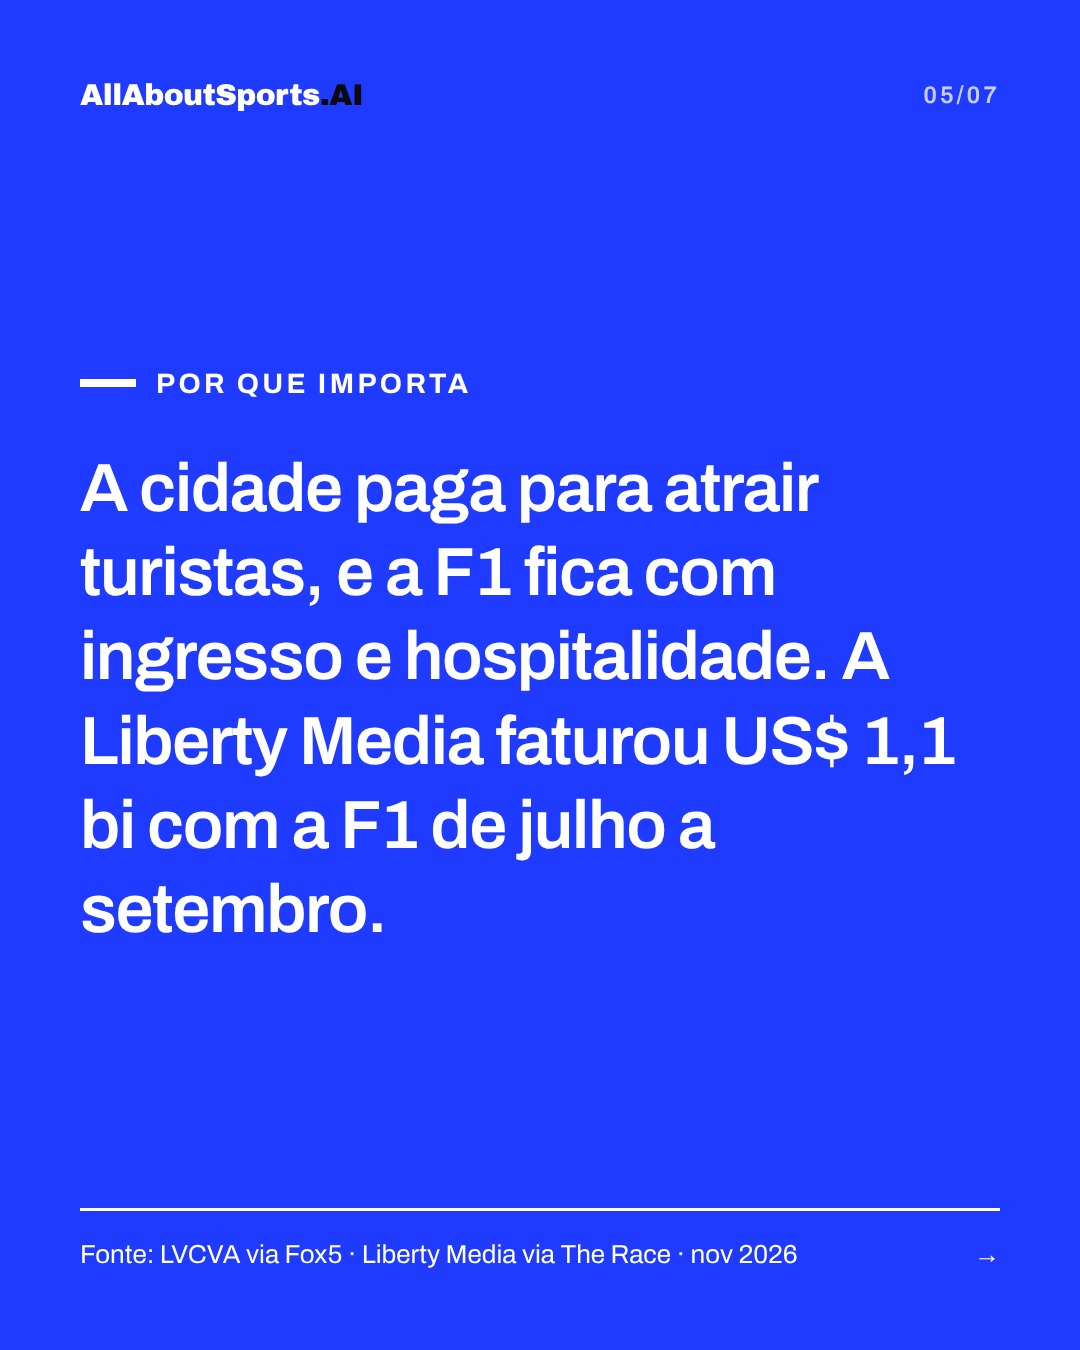 AllAboutSports.AI
05/07
POR QUE IMPORTA
A cidade paga para atrair
turistas, e a F1 fica com
ingresso e hospitalidade. A
Liberty Media faturou US$ 1,1
bi com a F1 de julho a
setembro.
Fonte: LVCVA via Fox5 · Liberty Media via The Race · nov 2026 →